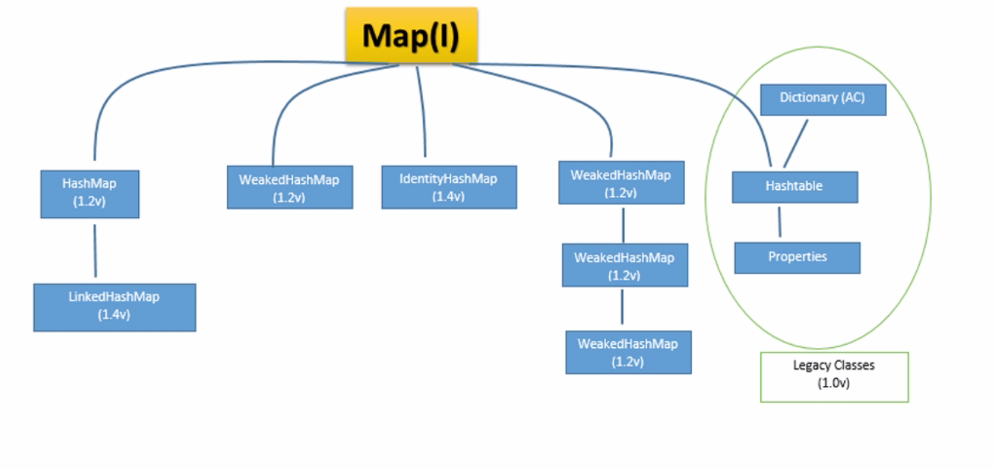 Map(I)
Dictionary (AC)
HashMap
(1.2v)
WeakedHashMap
(1.2v)
IdentityHashMap
(1.4v)
WeakedHashMap
(1.2v)
Hashtable
WeakedHashMap
(1.2v)
Properties
LinkedHashMap
(1.4v)
WeakedHashMap
(1.2v)
Legacy Classes
(1.0v)